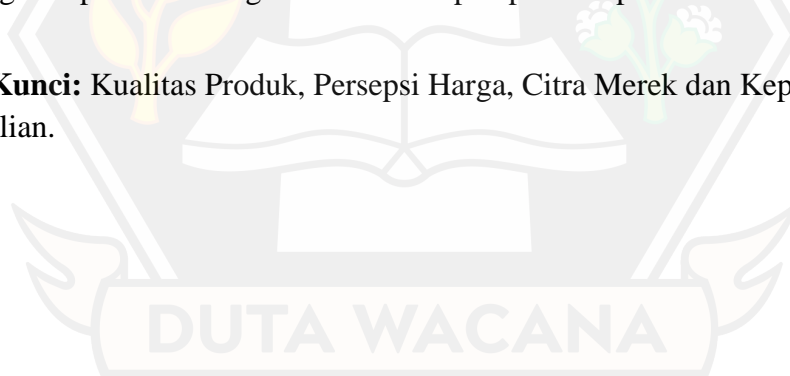 Kunci: Kualitas Produk, Persepsi Harga, Citra Merek dan Kep
lian.
DUTA WACANA